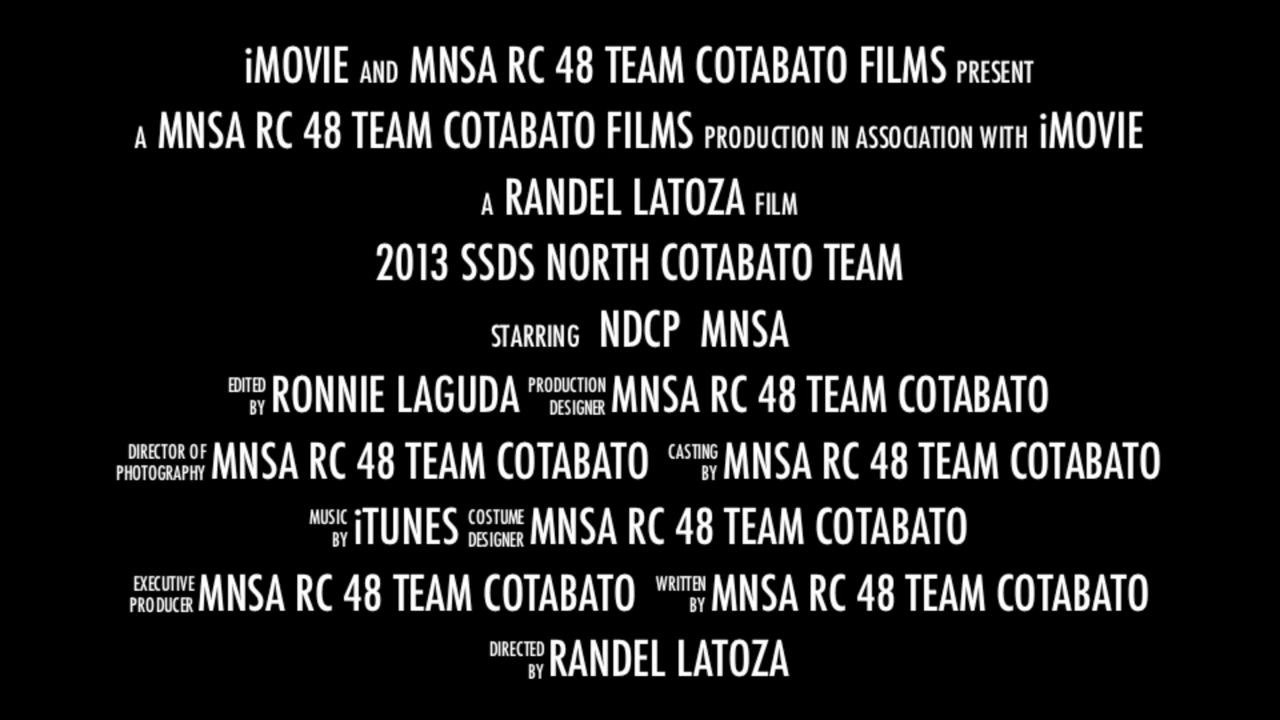 iMOVIE AND MNSA RC 48 TEAM COTABATO FILMS PRESENT
A MNSA RC 48 TEAM COTABATO FILMS PRODUCTION IN ASSOCIATION WITH iMOVIE
A RANDEL LATOZA FILM
2013 SSDS NORTH COTABATO TEAM
STARRING NDCP MNSA
EDITED BY RONNIE LAGUDA PRODUCTION DESIGNER MNSA RC 48 TEAM COTABATO
DIRECTOR OF PHOTOGRAPHY MNSA RC 48 TEAM COTABATO CASTING BY MNSA RC 48 TEAM COTABATO
MUSIC BY iTUNES COSTUME DESIGNER MNSA RC 48 TEAM COTABATO
EXECUTIVE PRODUCER MNSA RC 48 TEAM COTABATO WRITTEN BY MNSA RC 48 TEAM COTABATO
DIRECTED BY RANDEL LATOZA